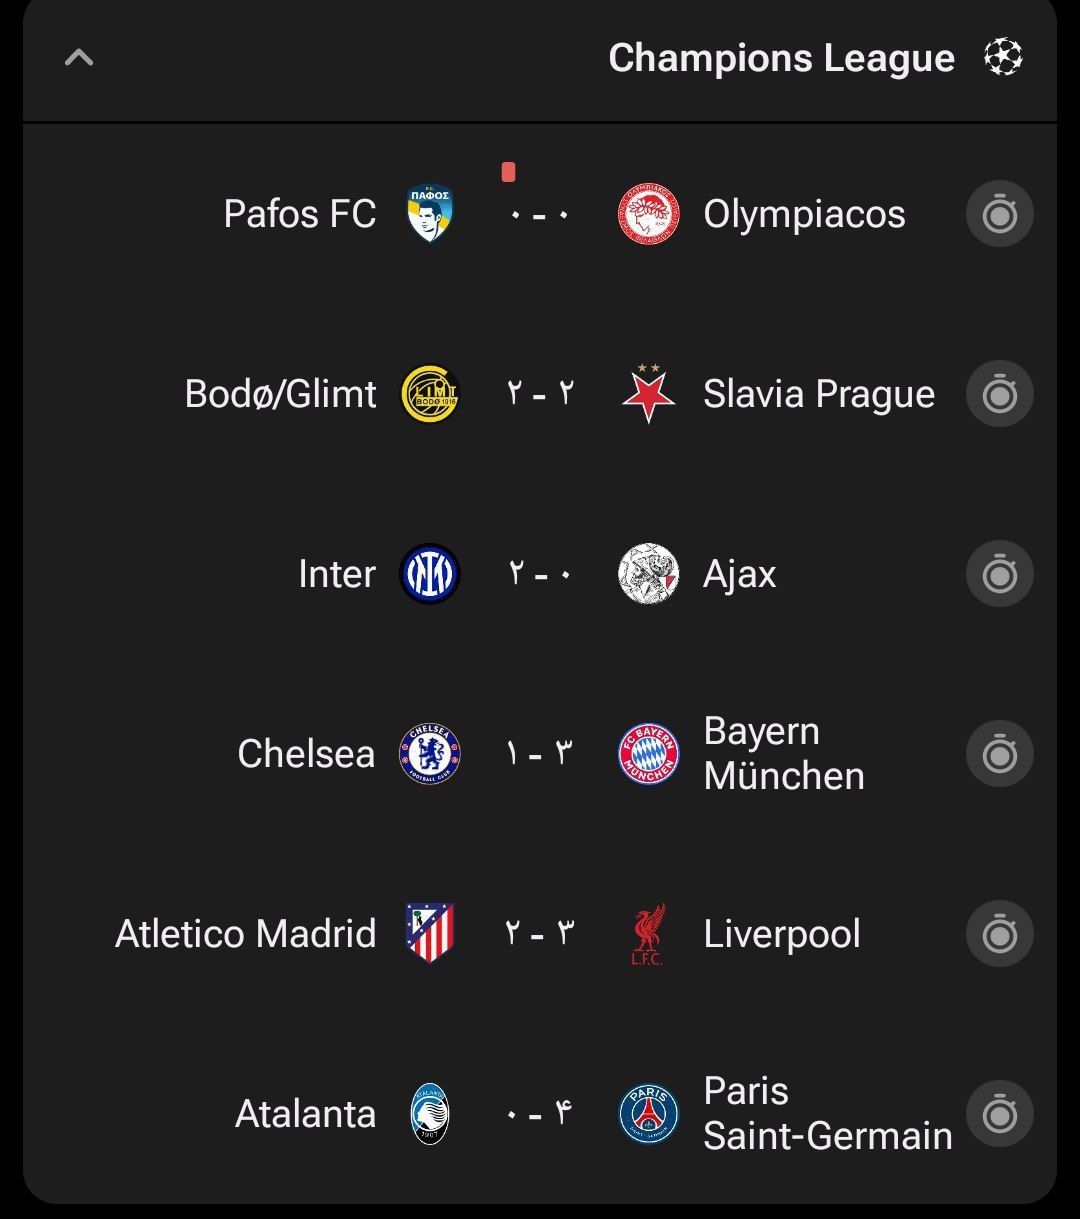 Champions League
Olympiacos ۰ - ۰ Pafos FC
Slavia Prague ۲ - ۲ Bodø/Glimt
Ajax ۰ - ۲ Inter
Bayern München ۳ - ۱ Chelsea
Liverpool ۳ - ۲ Atletico Madrid
Paris Saint-Germain ۴ - ۰ Atalanta